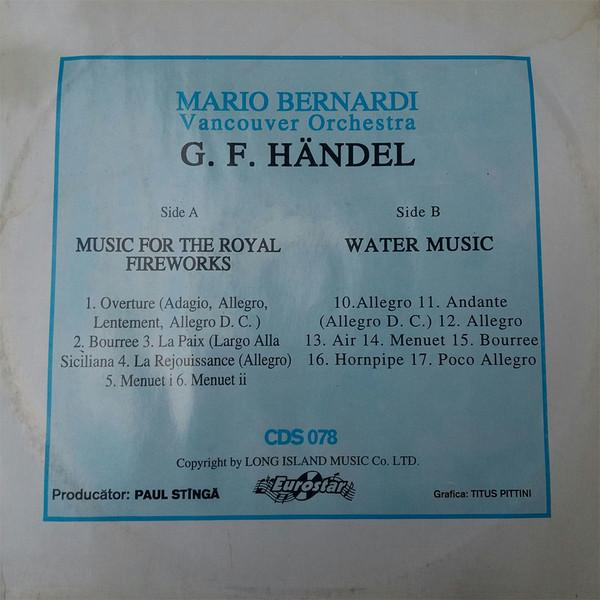 MARIO BERNARDI
Vancouver Orchestra
G. F. HÄNDEL
Side A
MUSIC FOR THE ROYAL
FIREWORKS
1. Overture (Adagio, Allegro,
Lentement, Allegro D. C. )
2. Bourree 3. La Paix (Largo Alla
Siciliana 4. La Rejouissance (Allegro)
5. Menuet i 6. Menuet ii
Side B
WATER MUSIC
10.Allegro 11. Andante
(Allegro D. C.) 12. Allegro
13. Air 14. Menuet 15. Bourree
16. Hornpipe 17. Poco Allegro
CDS 078
Copyright by LONG ISLAND MUSIC Co. LTD.
Eurostar
Producător: PAUL STÎNGĂ
Grafica: TITUS PITTINI